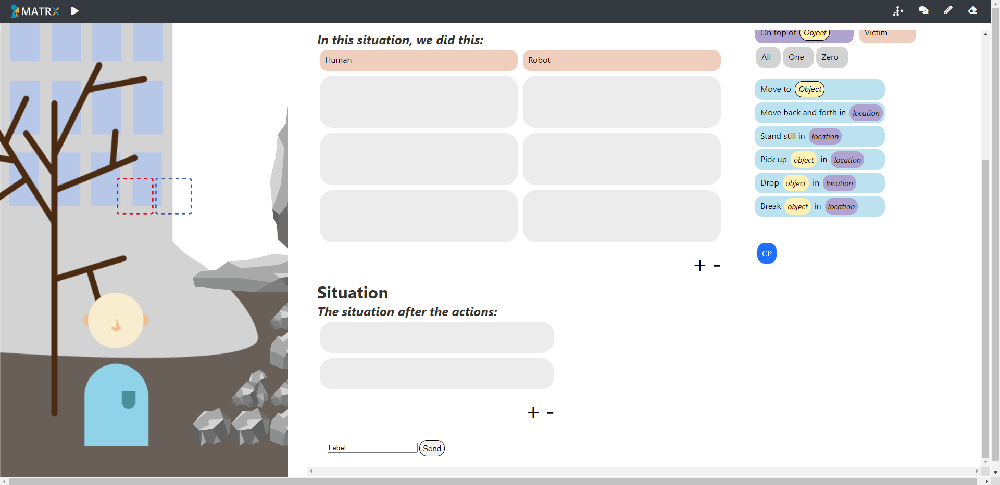 MATRX
In this situation, we did this:
Human
Robot
+ -
Situation
The situation after the actions:
+ -
Label
Send
On top of Object
Victim
All
One
Zero
Move to Object
Move back and forth in location
Stand still in location
Pick up object in location
Drop object in location
Break object in location
CP